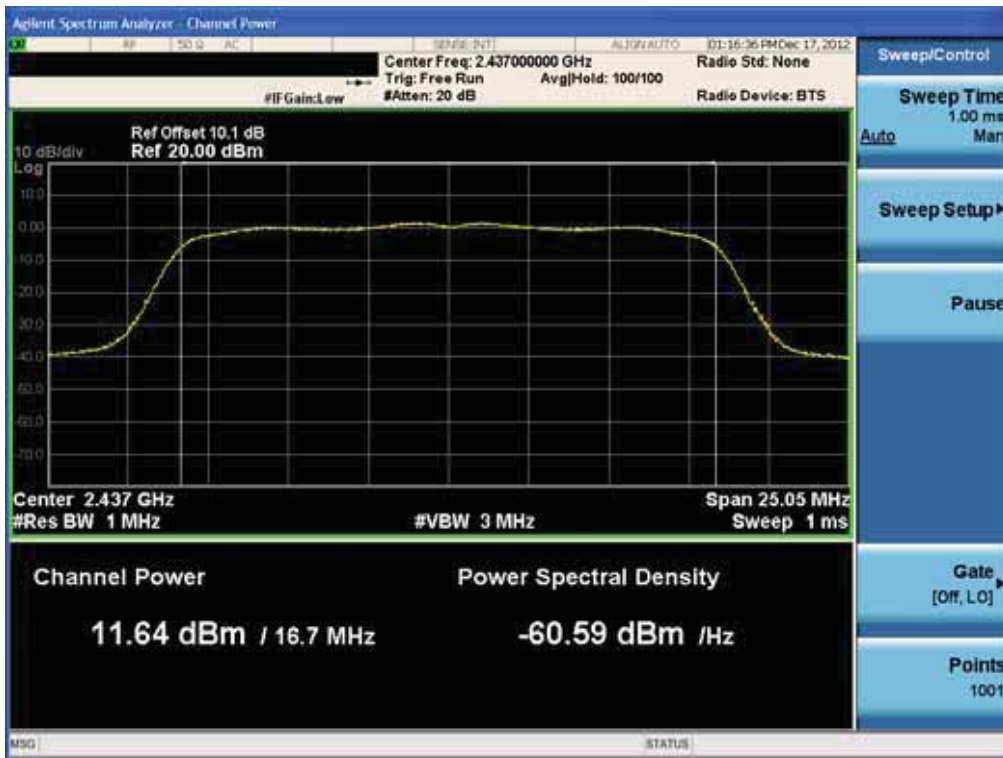 Agilent Spectrum Analyzer - Channel Power
RF 50 Ω AC SENSE:INT ALIGN AUTO 01:16:36 PM Dec 17, 2012
Center Freq: 2.437000000 GHz Radio Std: None
Trig: Free Run Avg|Hold: 100/100
#IFGain:Low #Atten: 20 dB Radio Device: BTS
Ref Offset 10.1 dB
10 dB/div Ref 20.00 dBm
Log
10.0
0.00
-10.0
-20.0
-30.0
-40.0
-50.0
-60.0
-70.0
Center 2.437 GHz Span 25.05 MHz
#Res BW 1 MHz #VBW 3 MHz Sweep 1 ms
Channel Power Power Spectral Density
11.64 dBm / 16.7 MHz -60.59 dBm /Hz
MSG STATUS
Sweep/Control
Sweep Time
1.00 ms
Auto Man
Sweep Setup
Pause
Gate
[Off, LO]
Points
1001